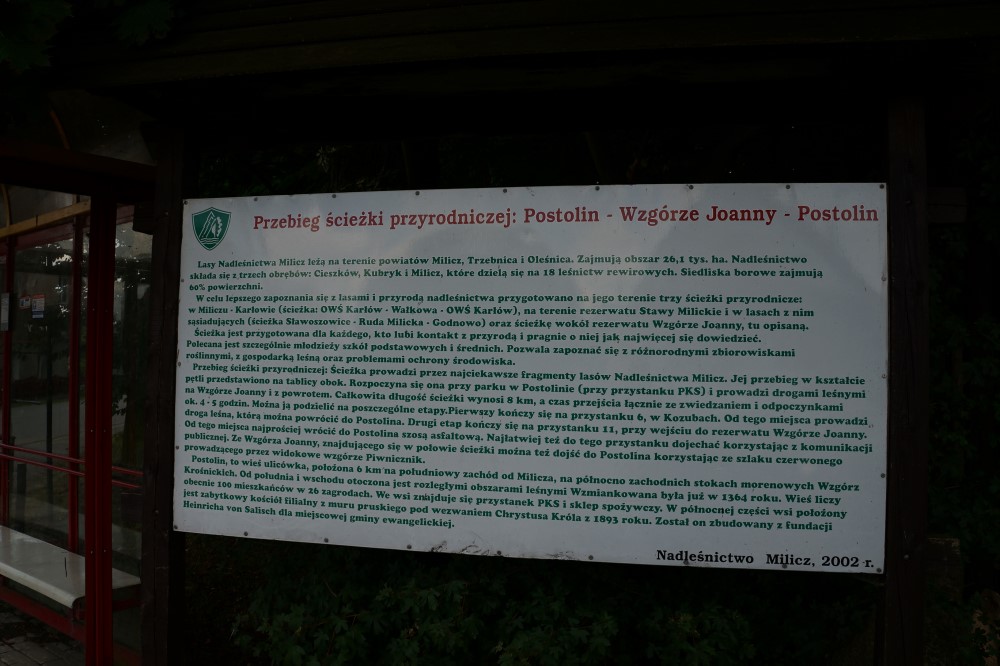 Przebieg ścieżki przyrodniczej: Postolin - Wzgórze Joanny - Postolin
Lasy Nadleśnictwa Milicz leżą na terenie powiatów Milicz, Trzebnica i Oleśnica. Zajmują obszar 26,1 tys. ha. Nadleśnictwo
składa się z trzech obrębów: Cieszków, Kubryk i Milicz, które dzielą się na 18 leśnictw rewirowych. Siedliska borowe zajmują
60% powierzchni.
W celu lepszego zapoznania się z lasami i przyrodą nadleśnictwa przygotowano na jego terenie trzy ścieżki przyrodnicze:
w Miliczu - Karłowie (ścieżka: OWŚ Karłów - Wałkowa - OWŚ Karłów), na terenie rezerwatu Stawy Milickie i w lasach z nim
sąsiadujących (ścieżka Sławoszowice - Ruda Milicka - Godnowo) oraz ścieżkę wokół rezerwatu Wzgórze Joanny, tu opisaną.
Ścieżka jest przygotowana dla każdego, kto lubi kontakt z przyrodą i pragnie o niej jak najwięcej się dowiedzieć.
Polecana jest szczególnie młodzieży szkół podstawowych i średnich. Pozwala zapoznać się z różnorodnymi zbiorowiskami
roślinnymi, z gospodarką leśną oraz problemami ochrony środowiska.
Przebieg ścieżki przyrodniczej: Ścieżka prowadzi przez najciekawsze fragmenty lasów Nadleśnictwa Milicz. Jej przebieg w kształcie
pętli przedstawiono na tablicy obok. Rozpoczyna się ona przy parku w Postolinie (przy przystanku PKS) i prowadzi drogami leśnymi
na Wzgórze Joanny i z powrotem. Całkowita długość ścieżki wynosi 8 km, a czas przejścia łącznie ze zwiedzaniem i odpoczynkami
ok. 4 - 5 godzin. Można ją podzielić na poszczególne etapy.Pierwszy kończy się na przystanku 6, w Kozubach. Od tego miejsca prowadzi
droga leśna, którą można powrócić do Postolina. Drugi etap kończy się na przystanku 11, przy wejściu do rezerwatu Wzgórze Joanny.
Od tego miejsca najprościej wrócić do Postolina szosą asfaltową. Najłatwiej też do tego przystanku dojechać korzystając z komunikacji
publicznej. Ze Wzgórza Joanny, znajdującego się w połowie ścieżki można też dojść do Postolina korzystając ze szlaku czerwonego
prowadzącego przez widokowe wzgórze Piwnicznik.
Postolin, to wieś ulicówka, położona 6 km na południowy zachód od Milicza, na północno zachodnich stokach morenowych Wzgórz
Krośnickich. Od południa i wschodu otoczona jest rozległymi obszarami leśnymi Wzmiankowana była już w 1364 roku. Wieś liczy
obecnie 100 mieszkańców w 26 zagrodach. We wsi znajduje się przystanek PKS i sklep spożywczy. W północnej części wsi położony
jest zabytkowy kościół filialny z muru pruskiego pod wezwaniem Chrystusa Króla z 1893 roku. Został on zbudowany z fundacji
Heinricha von Salisch dla miejscowej gminy ewangelickiej.
Nadleśnictwo Milicz, 2002 r.